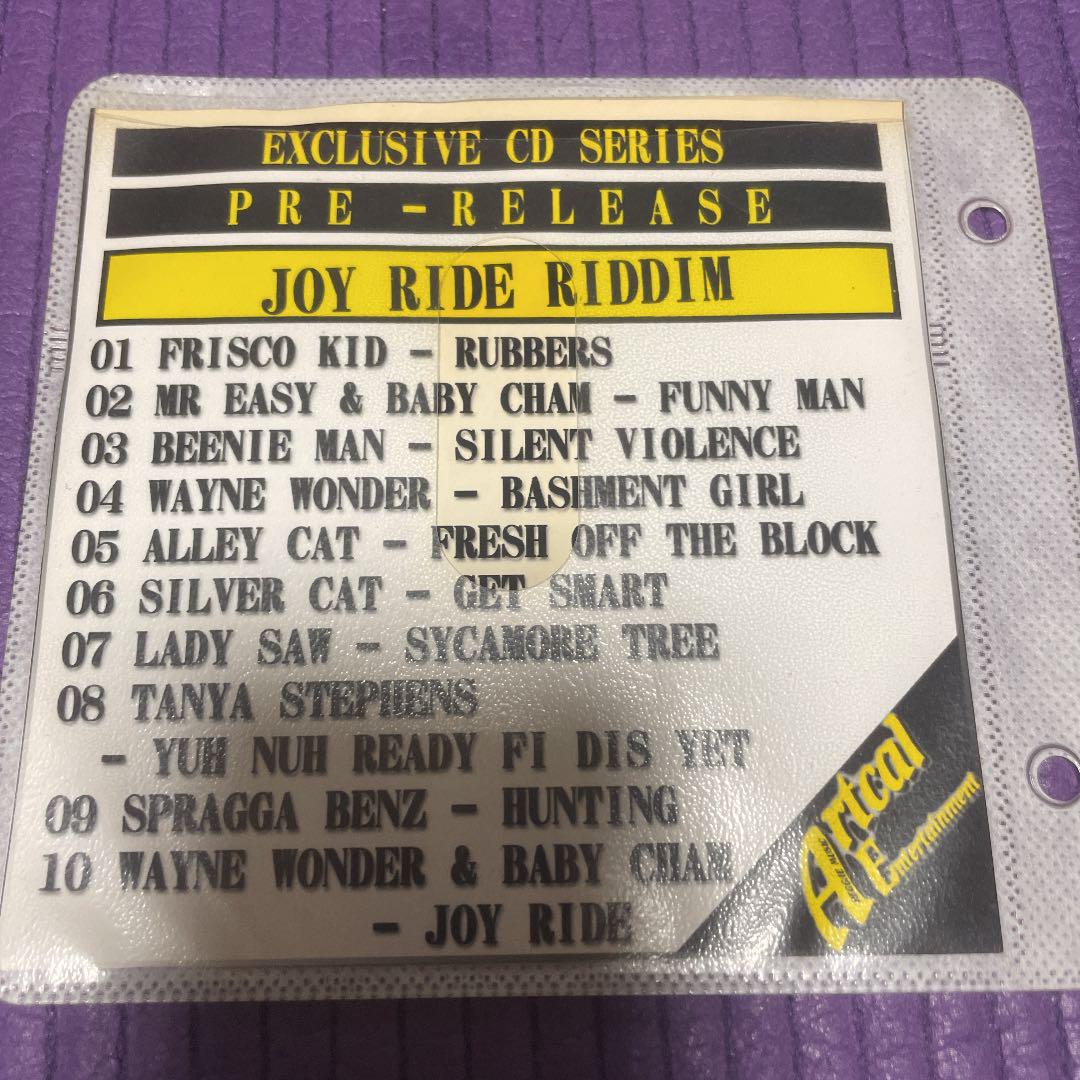 EXCLUSIVE CD SERIES
PRE-RELEASE
JOY RIDE RIDDIM
01 FRISCO KID - RUBBERS
02 MR EASY & BABY CHAM - FUNNY MAN
03 BEENIE MAN - SILENT VIOLENCE
04 WAYNE WONDER - BASHMENT GIRL
05 ALLEY CAT - FRESH OFF THE BLOCK
06 SILVER CAT - GET SMART
07 LADY SAW - SYCAMORE TREE
08 TANYA STEPHENS
- YUH NUH READY FI DIS YET
09 SPRAGGA BENZ - HUNTING
10 WAYNE WONDER & BABY CHAM
- JOY RIDE
Artcal
REGGAE MUSIC
Entertainment